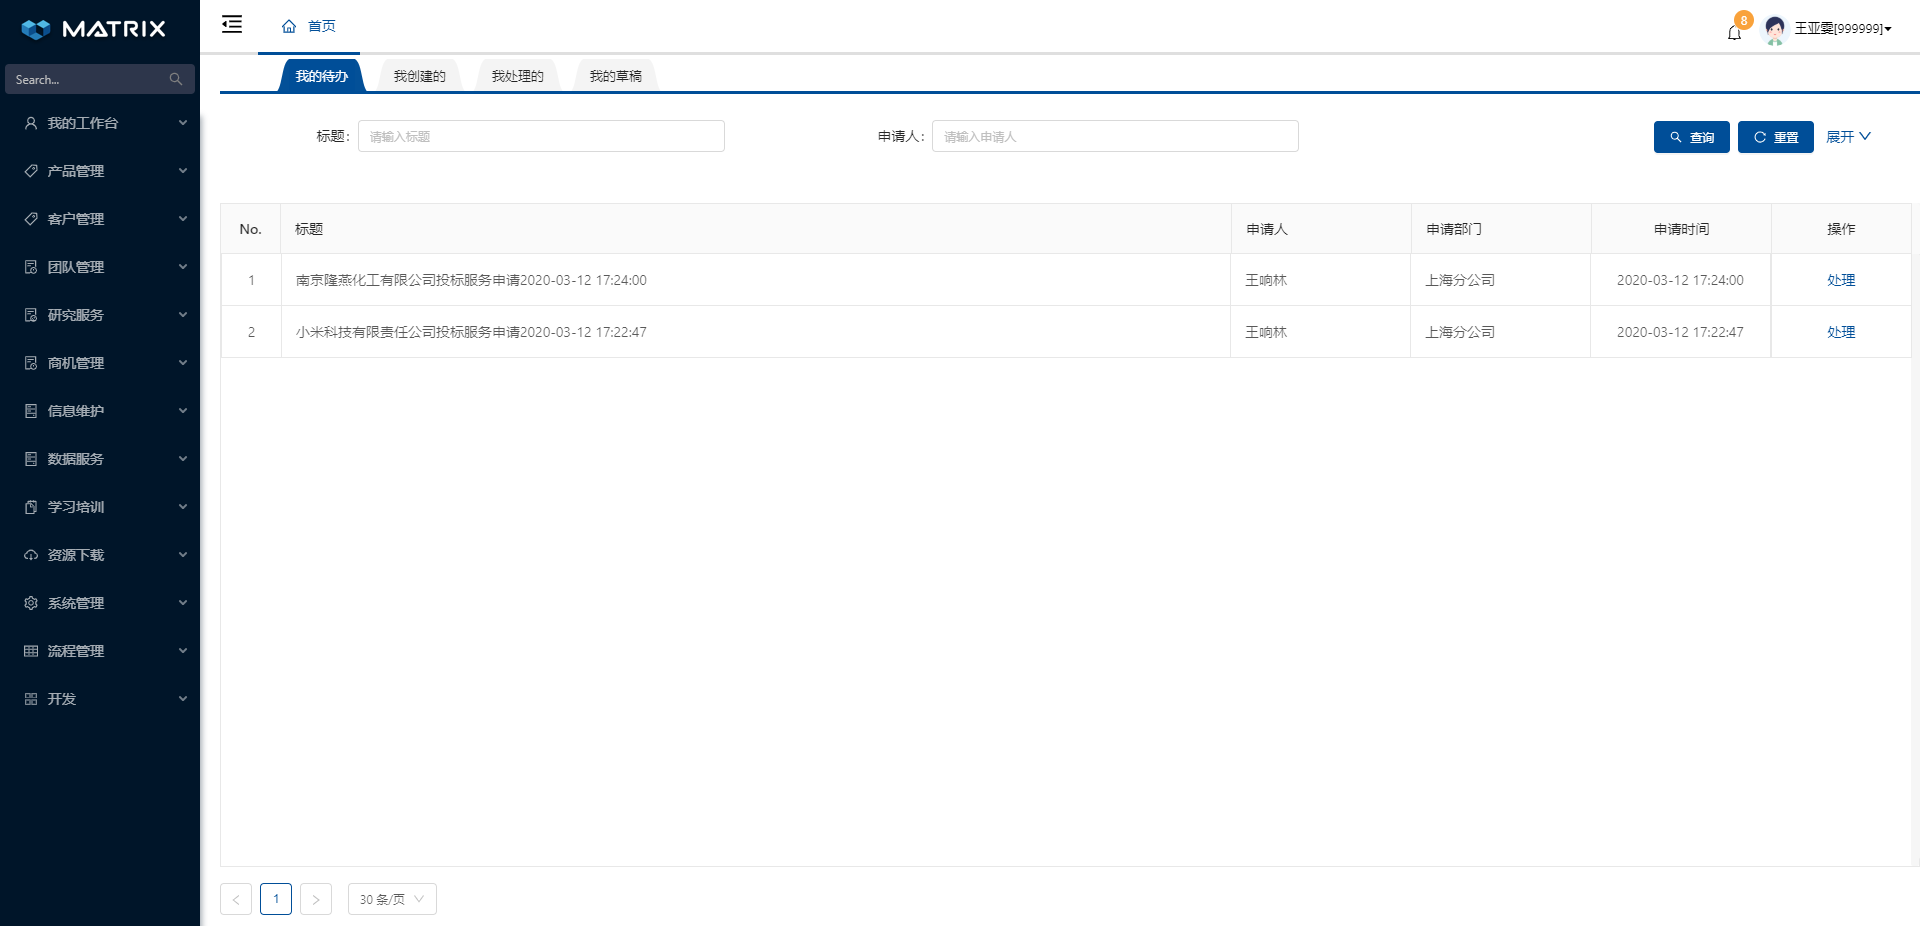 MATRIX
首页
8
王亚雯[999999]
Search...
我的待办
我创建的
我处理的
我的草稿
我的工作台
产品管理
客户管理
团队管理
研究服务
商机管理
信息维护
数据服务
学习培训
资源下载
系统管理
流程管理
开发
标题:
请输入标题
申请人:
请输入申请人
查询
重置
展开
No. 标题 申请人 申请部门 申请时间 操作
1 南京隆燕化工有限公司投标服务申请2020-03-12 17:24:00 王响林 上海分公司 2020-03-12 17:24:00 处理
2 小米科技有限责任公司投标服务申请2020-03-12 17:22:47 王响林 上海分公司 2020-03-12 17:22:47 处理
< 1 > 30 条/页